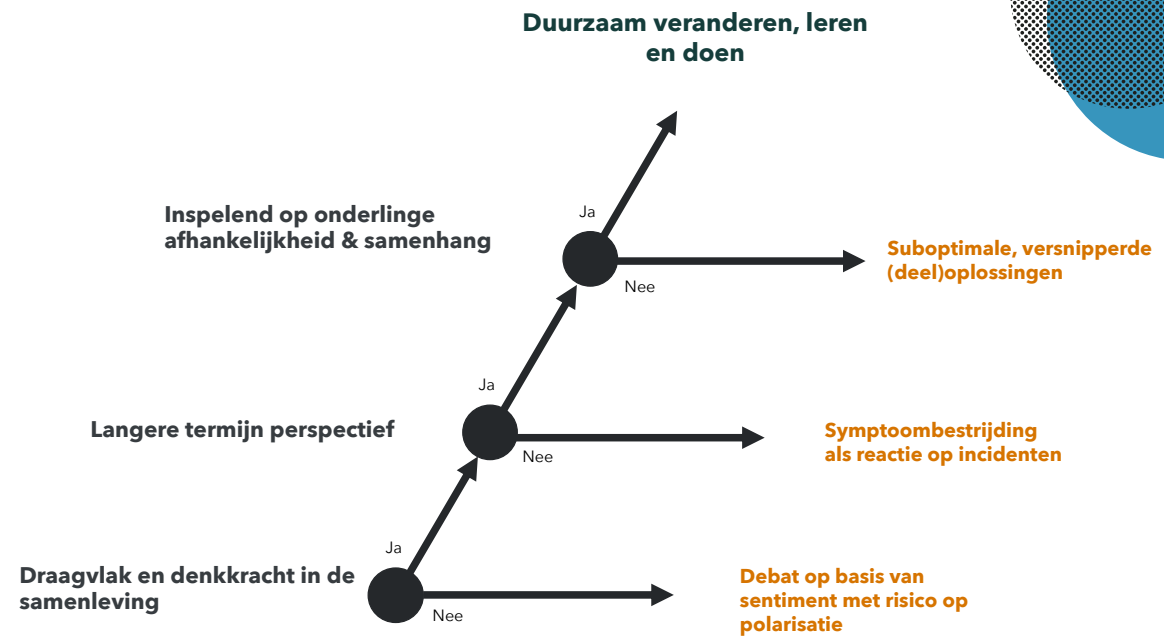 Duurzaam veranderen, leren
en doen
Ja
Inspelend op onderlinge
afhankelijkheid & samenhang
Nee
Suboptimale, versnipperde
(deel)oplossingen
Ja
Langere termijn perspectief
Nee
Symptoombestrijding
als reactie op incidenten
Ja
Draagvlak en denkkracht in de
samenleving
Nee
Debat op basis van
sentiment met risico op
polarisatie